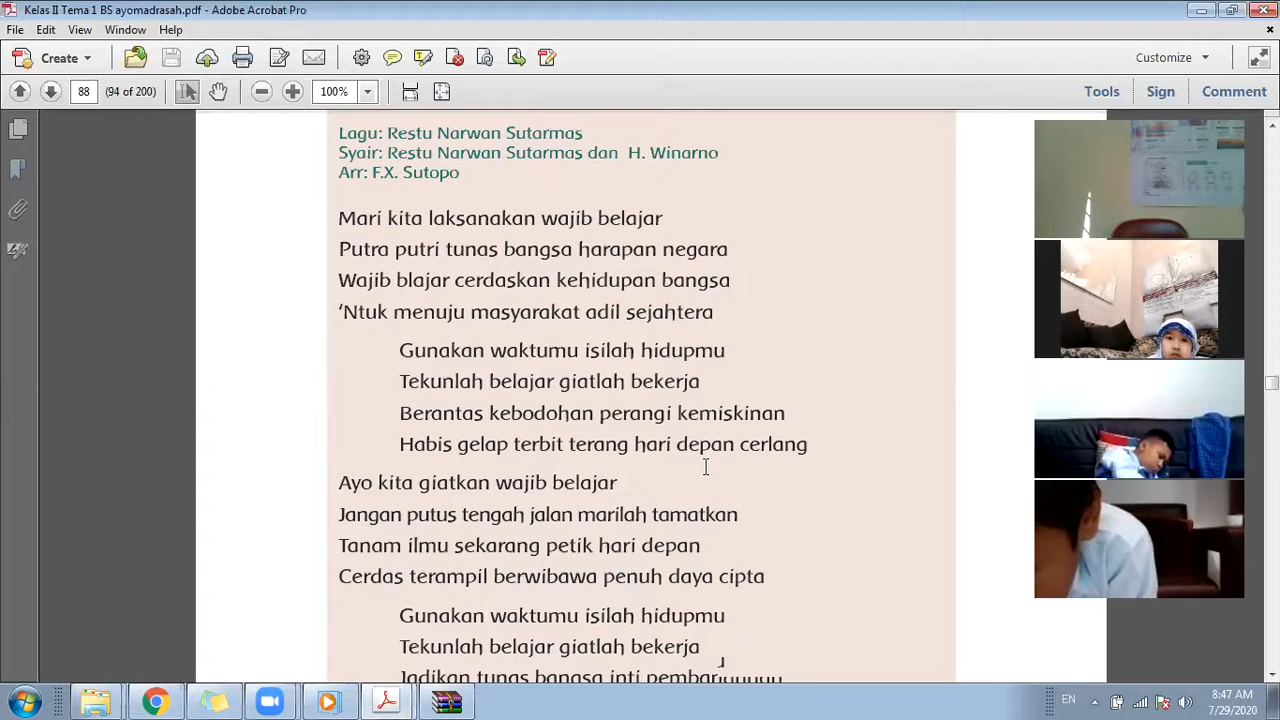 Kelas II Tema 1 BS ayomadrasah.pdf - Adobe Acrobat Pro
File Edit View Window Help
Create Customize
88 (94 of 200) 100% Tools Sign Comment
Lagu: Restu Narwan Sutarmas
Syair: Restu Narwan Sutarmas dan H. Winarno
Arr: F.X. Sutopo
Mari kita laksanakan wajib belajar
Putra putri tunas bangsa harapan negara
Wajib blajar cerdaskan kehidupan bangsa
‘Ntuk menuju masyarakat adil sejahtera
Gunakan waktumu isilah hidupmu
Tekunlah belajar giatlah bekerja
Berantas kebodohan perangi kemiskinan
Habis gelap terbit terang hari depan cerlang
Ayo kita giatkan wajib belajar
Jangan putus tengah jalan marilah tamatkan
Tanam ilmu sekarang petik hari depan
Cerdas terampil berwibawa penuh daya cipta
Gunakan waktumu isilah hidupmu
Tekunlah belajar giatlah bekerja
Jadikan tunas bangsa inti
EN 8:47 AM
7/29/2020